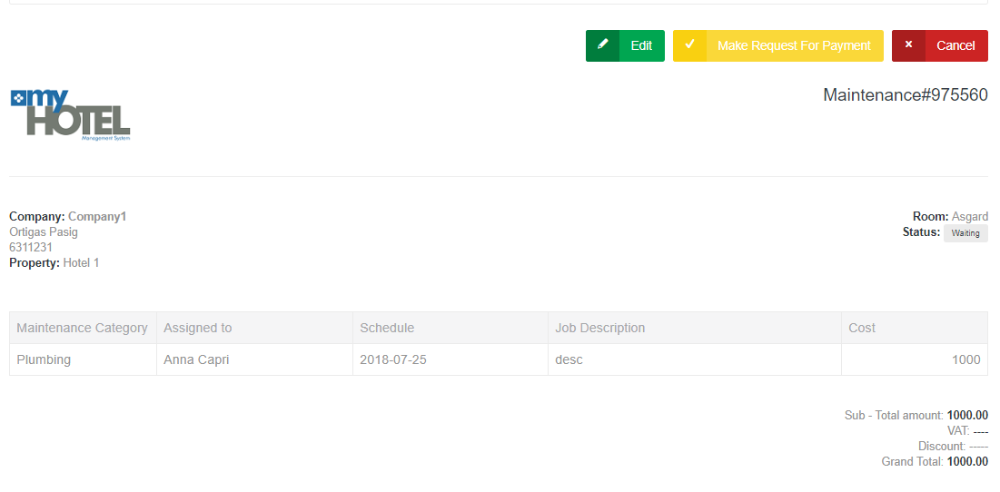 Edit
Make Request For Payment
Cancel
my
HOTEL
Management System
Maintenance#975560
Company: Company1
Ortigas Pasig
6311231
Property: Hotel 1
Room: Asgard
Status: Waiting
Maintenance Category Assigned to Schedule Job Description Cost
Plumbing Anna Capri 2018-07-25 desc 1000
Sub - Total amount: 1000.00
VAT: ----
Discount: -----
Grand Total: 1000.00